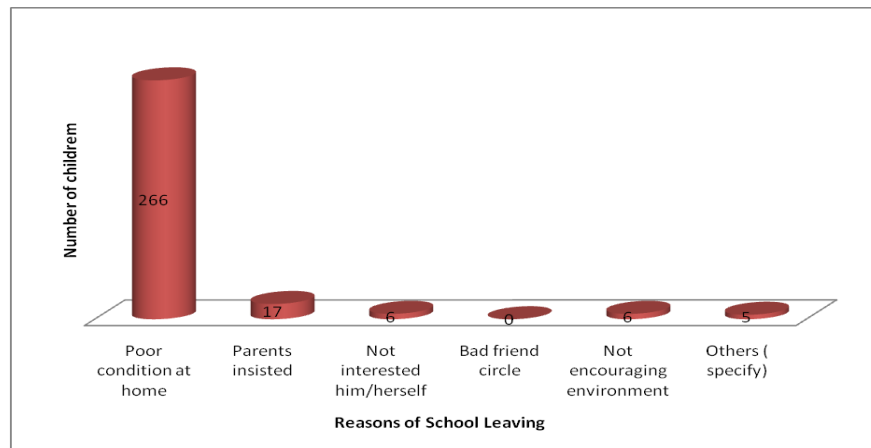 Number of childrem
266
17
6
0
6
5
Poor
condition at
home
Parents
insisted
Not
interested
him/herself
Bad friend
circle
Not
encouraging
environment
Others (
specify)
Reasons of School Leaving